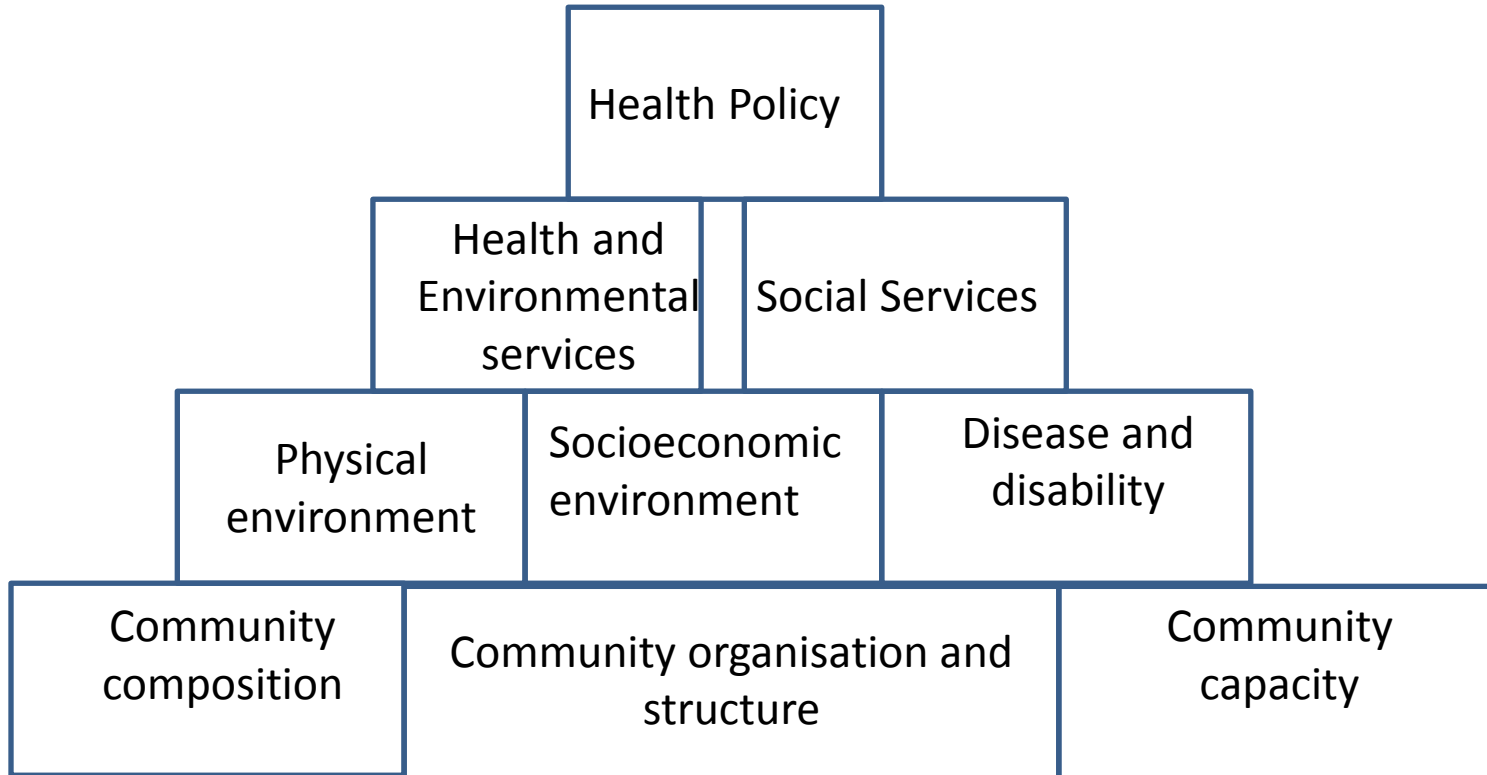 Health Policy
Health and
Environmental
services
Social Services
Physical
environment
Socioeconomic
environment
Disease and
disability
Community
composition
Community organisation and
structure
Community
capacity